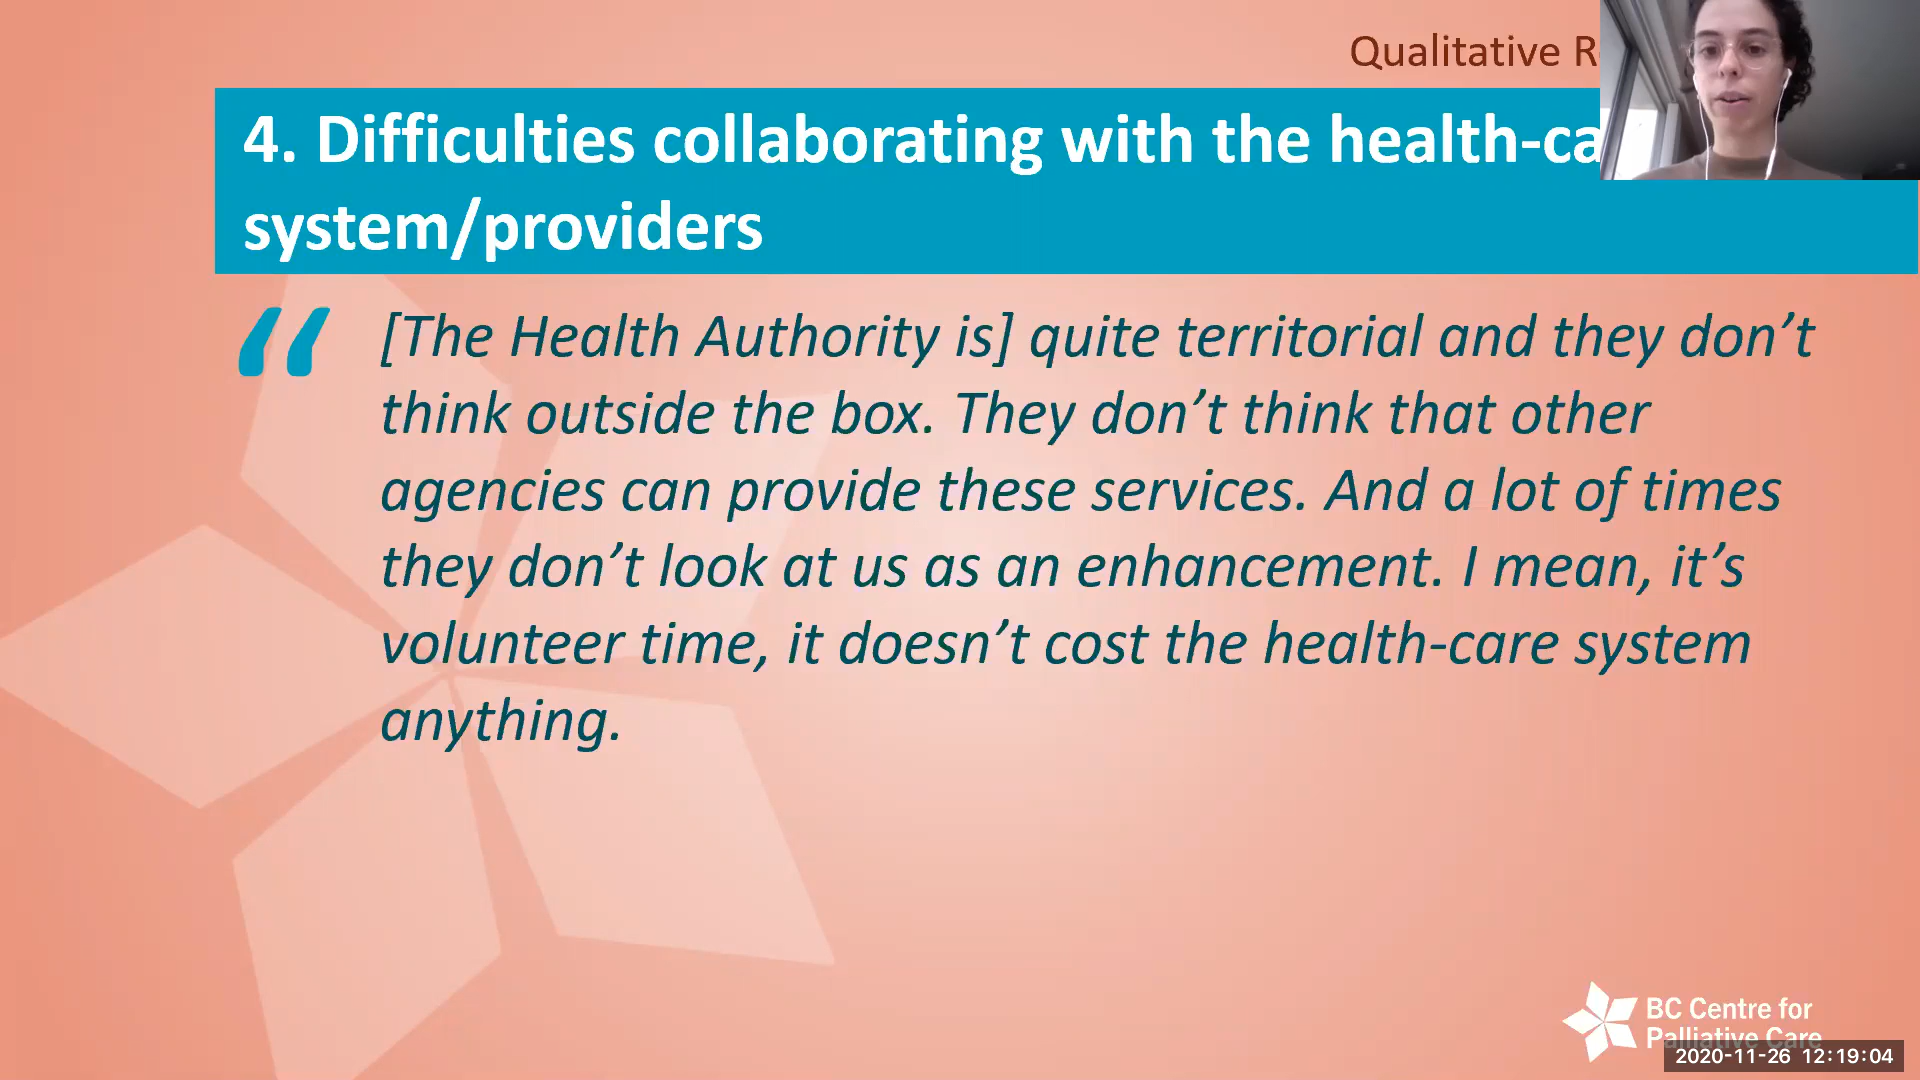 Qualitative
4. Difficulties collaborating with the
system/providers
“ [The Health Authority is] quite territorial and they don’t
think outside the box. They don’t think that other
agencies can provide these services. And a lot of times
they don’t look at us as an enhancement. I mean, it’s
volunteer time, it doesn’t cost the health-care system
anything.
BC Centre for
Palliative Care
2020-11-26 12:19:04